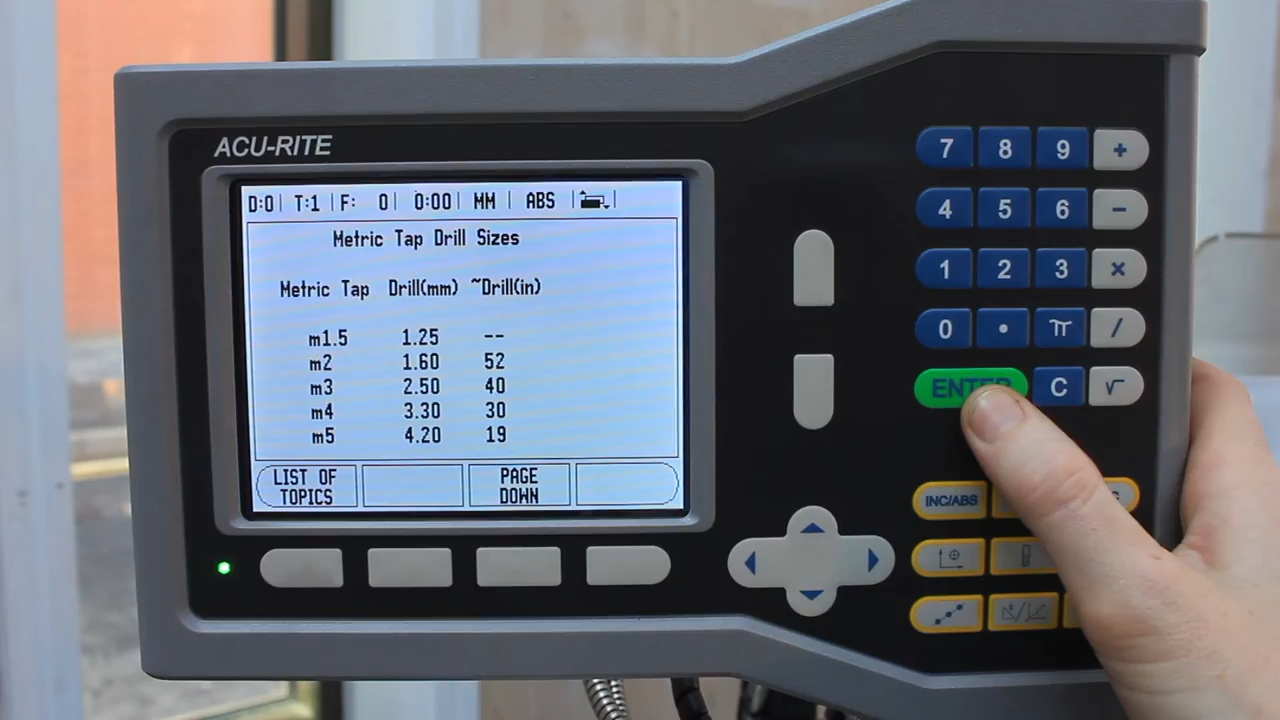 ACU-RITE
D:0 | T:1 | F: 0 | 0:00 | MM | ABS |
Metric Tap Drill Sizes
Metric Tap Drill(mm) ~Drill(in)
m1.5 1.25 --
m2 1.60 52
m3 2.50 40
m4 3.30 30
m5 4.20 19
LIST OF TOPICS
PAGE DOWN
7 8 9 +
4 5 6 −
1 2 3 ×
0 • π /
ENTER C √
INC/ABS